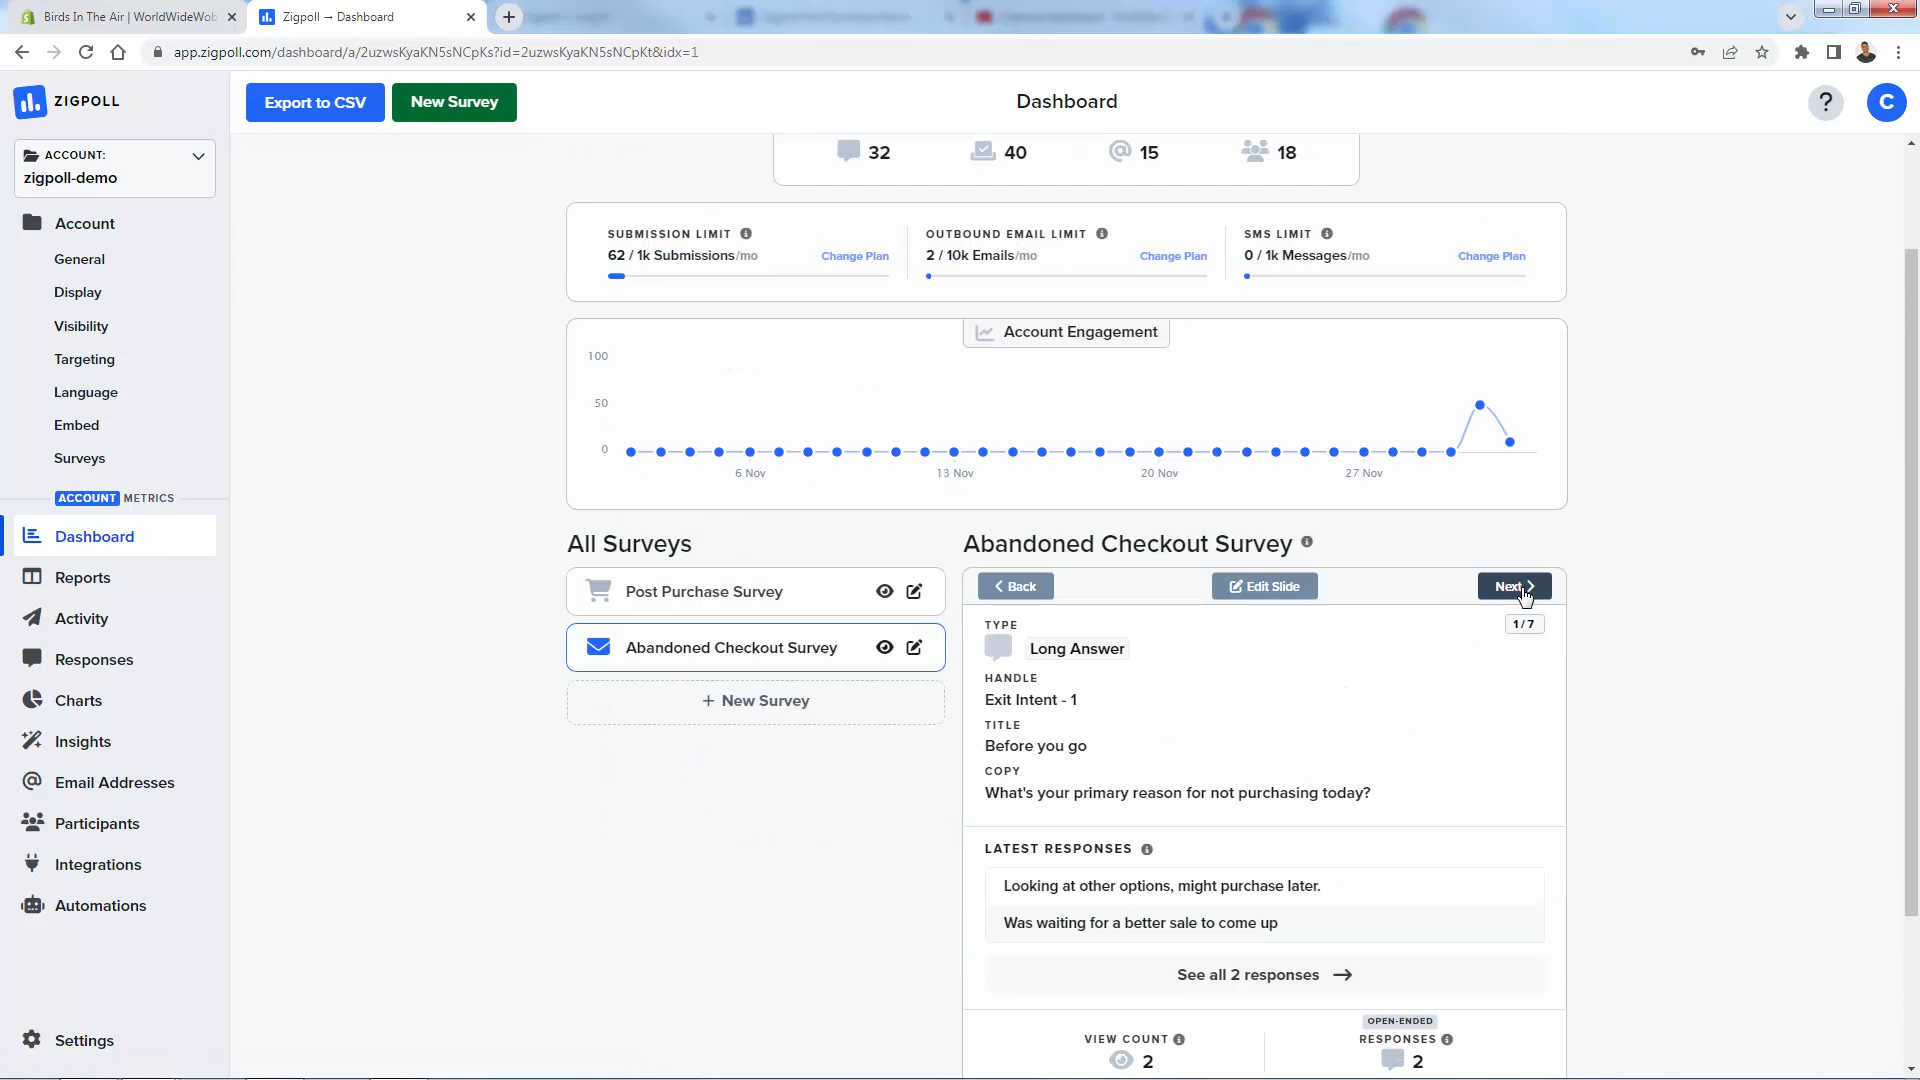 Birds In The Air | WorldWideWob
Zigpoll → Dashboard
app.zigpoll.com/dashboard/a/2uzwsKyaKN5sNCpKs?id=2uzwsKyaKN5sNCpKt&idx=1
ZIGPOLL
Export to CSV
New Survey
Dashboard
?
C
ACCOUNT:
zigpoll-demo
32
40
15
18
Account
General
Display
Visibility
Targeting
Language
Embed
Surveys
ACCOUNT METRICS
Dashboard
Reports
Activity
Responses
Charts
Insights
Email Addresses
Participants
Integrations
Automations
Settings
SUBMISSION LIMIT
62 / 1k Submissions/mo
Change Plan
OUTBOUND EMAIL LIMIT
2 / 10k Emails/mo
Change Plan
SMS LIMIT
0 / 1k Messages/mo
Change Plan
Account Engagement
100
50
0
6 Nov
13 Nov
20 Nov
27 Nov
All Surveys
Post Purchase Survey
Abandoned Checkout Survey
+ New Survey
Abandoned Checkout Survey
Back
Edit Slide
Next
1 / 7
TYPE
Long Answer
HANDLE
Exit Intent - 1
TITLE
Before you go
COPY
What's your primary reason for not purchasing today?
LATEST RESPONSES
Looking at other options, might purchase later.
Was waiting for a better sale to come up
See all 2 responses →
VIEW COUNT
2
OPEN-ENDED
RESPONSES
2